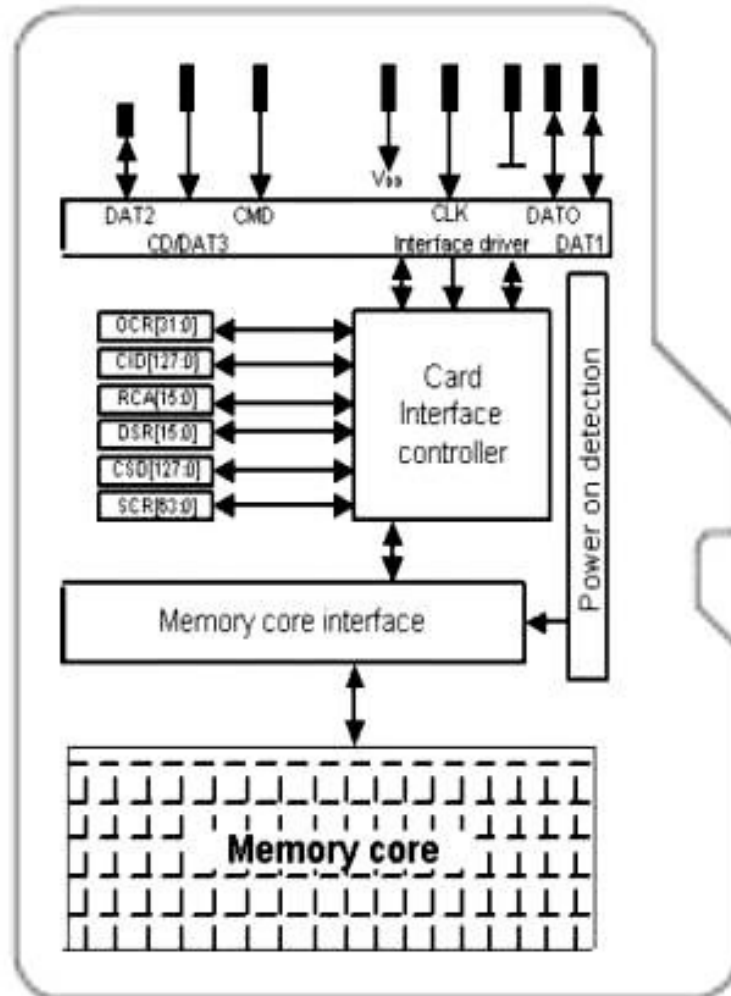 V₀₀
DAT2 CMD CLK DAT0
CD/DAT3 Interface driver DAT1
OCR[31:0]
CID[127:0]
RCA[15:0]
DSR[15:0]
CSD[127:0]
SCR[63:0]
Card
Interface
controller
Power on detection
Memory core interface
Memory core